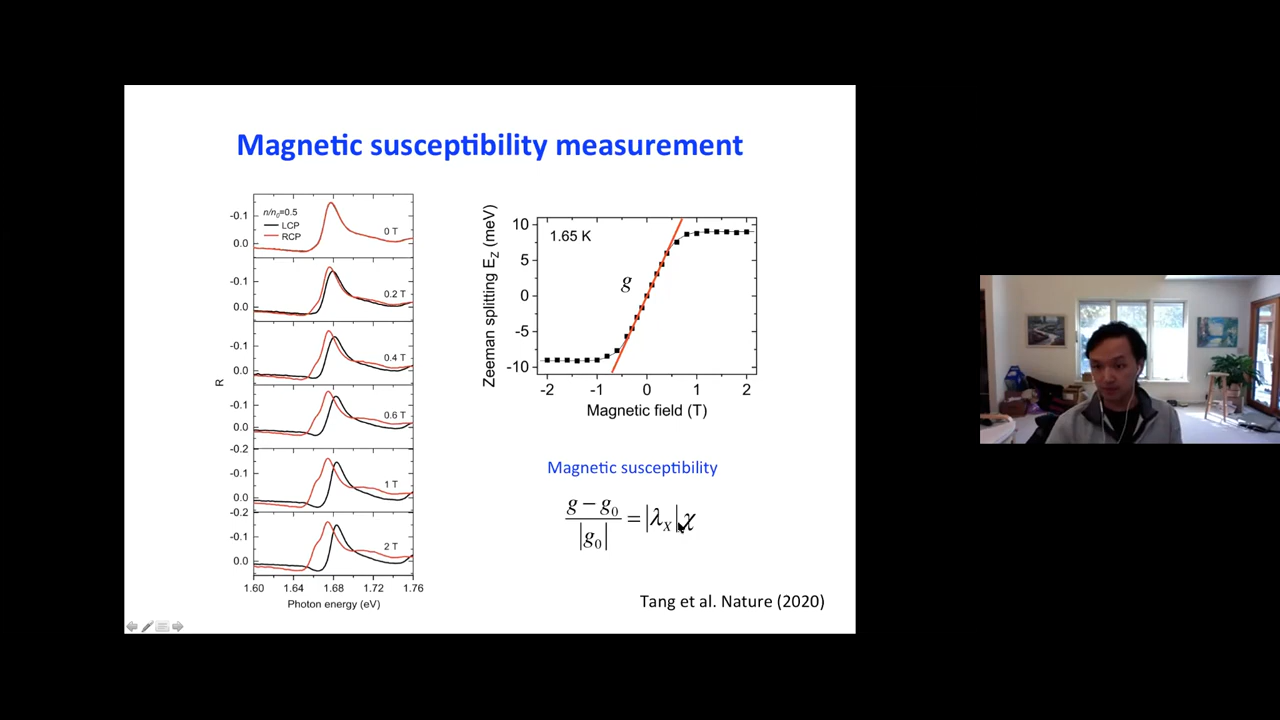 Magnetic susceptibility measurement
n/n0=0.5
LCP
RCP
0 T
0.2 T
0.4 T
0.6 T
1 T
2 T
-0.1
0.0
-0.1
0.0
-0.1
0.0
-0.1
0.0
-0.2
-0.1
0.0
-0.2
-0.1
0.0
R
1.60 1.64 1.68 1.72 1.76
Photon energy (eV)
1.65 K
g
10
5
0
-5
-10
Zeeman splitting EZ (meV)
-2 -1 0 1 2
Magnetic field (T)
Magnetic susceptibility
g − g0
|g0|
= |λX|χ
Tang et al. Nature (2020)